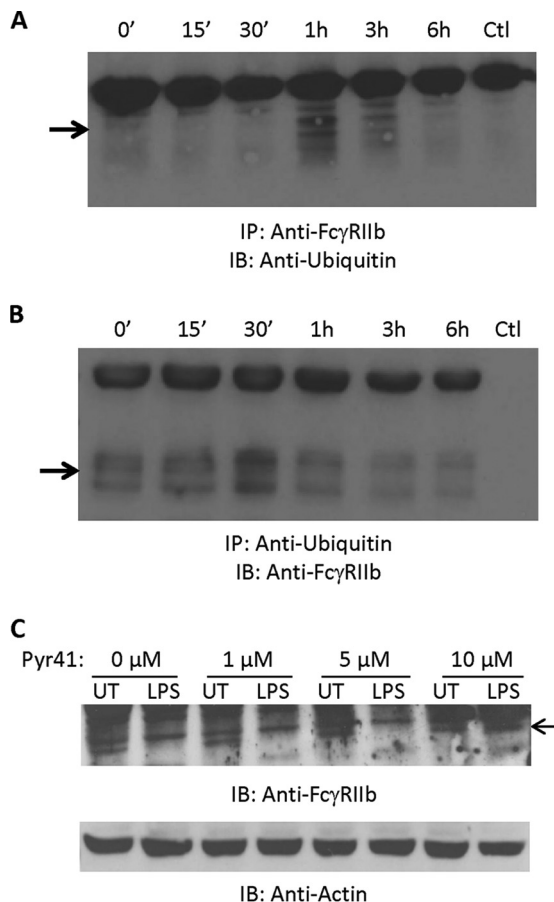 A
0’ 15’ 30’ 1h 3h 6h Ctl
IP: Anti-FcγRIIb
IB: Anti-Ubiquitin
B
0’ 15’ 30’ 1h 3h 6h Ctl
IP: Anti-Ubiquitin
IB: Anti-FcγRIIb
C
Pyr41: 0 μM 1 μM 5 μM 10 μM
UT LPS UT LPS UT LPS UT LPS
IB: Anti-FcγRIIb
IB: Anti-Actin